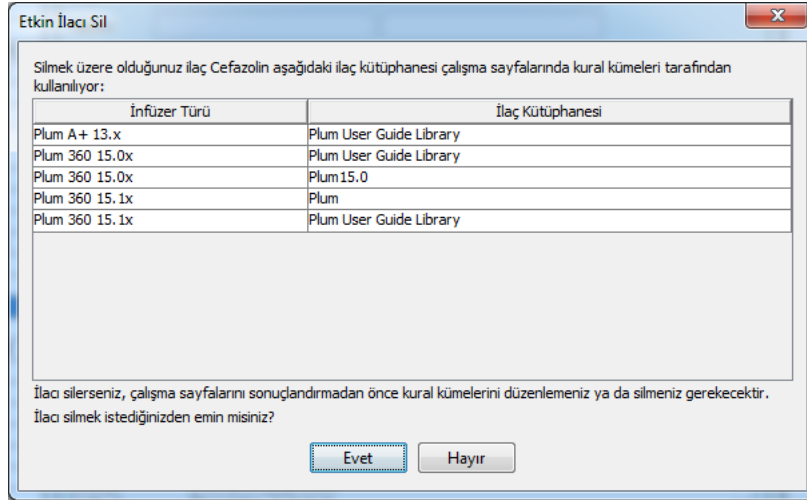 Etkin İlacı Sil
Silmek üzere olduğunuz ilaç Cefazolin aşağıdaki ilaç kütüphanesi çalışma sayfalarında kural kümeleri tarafından
kullanılıyor:
İnfüzer Türü İlaç Kütüphanesi
Plum A+ 13.x Plum User Guide Library
Plum 360 15.0x Plum User Guide Library
Plum 360 15.0x Plum15.0
Plum 360 15.1x Plum
Plum 360 15.1x Plum User Guide Library
İlacı silerseniz, çalışma sayfalarını sonuçlandırmadan önce kural kümelerini düzenlemeniz ya da silmeniz gerekecektir.
İlacı silmek istediğinizden emin misiniz?
Evet Hayır